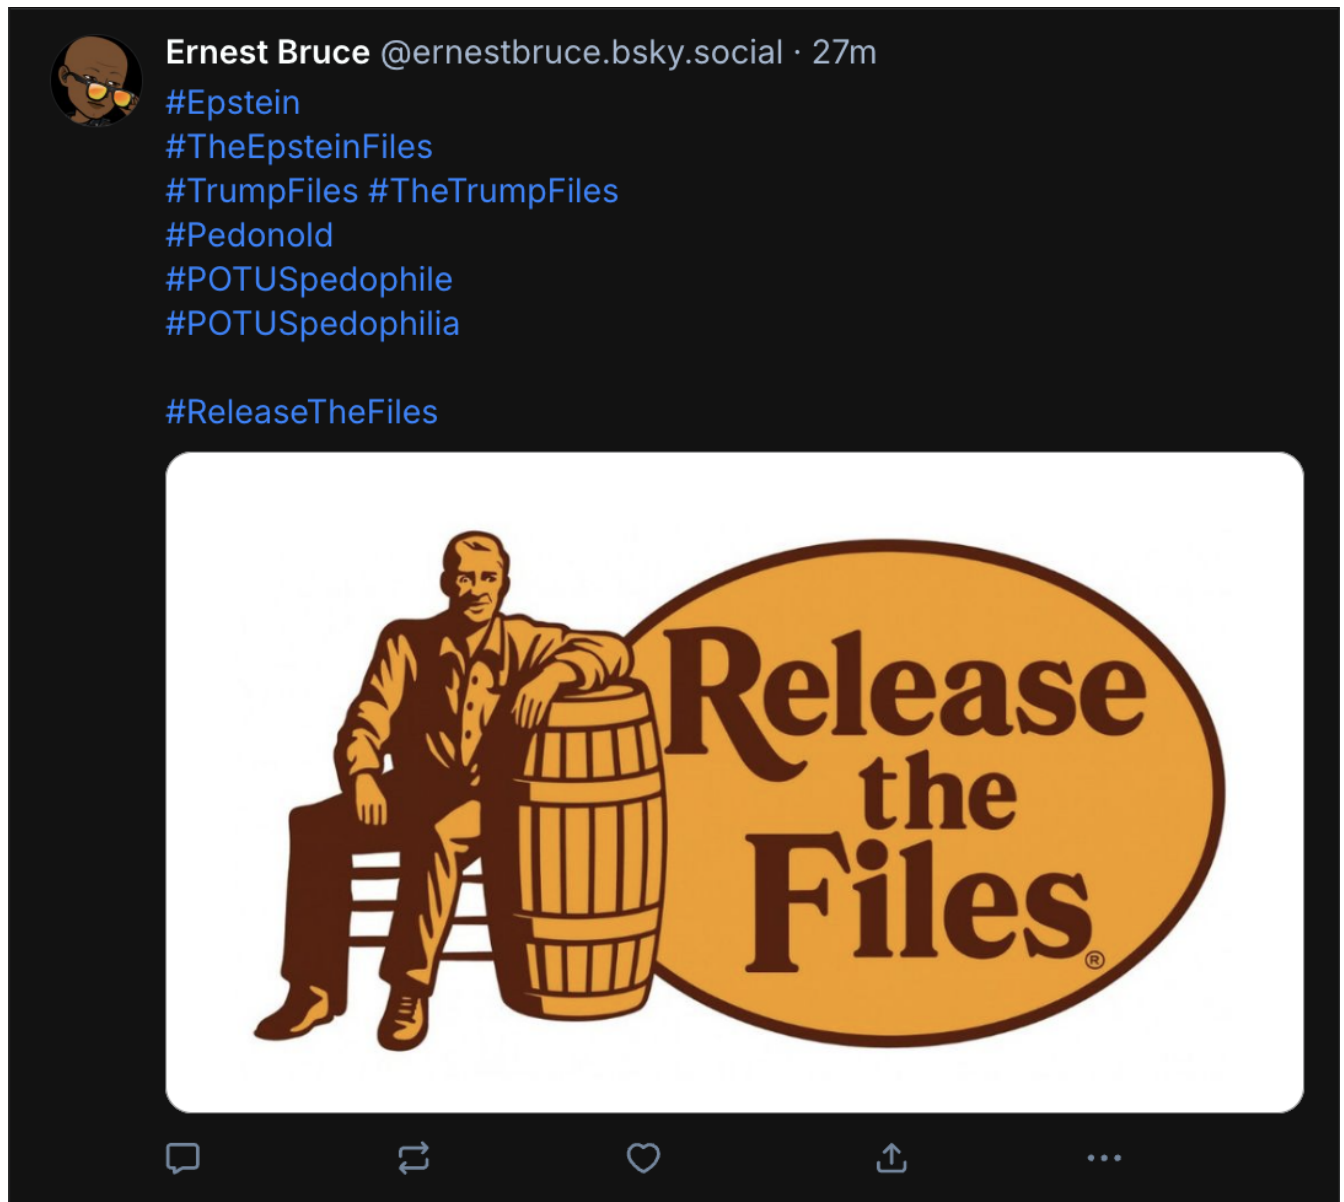 Ernest Bruce @ernestbruce.bsky.social · 27m
#Epstein
#TheEpsteinFiles
#TrumpFiles #TheTrumpFiles
#Pedonold
#POTUSpedophile
#POTUSpedophilia
#ReleaseTheFiles
Release
the
Files
®